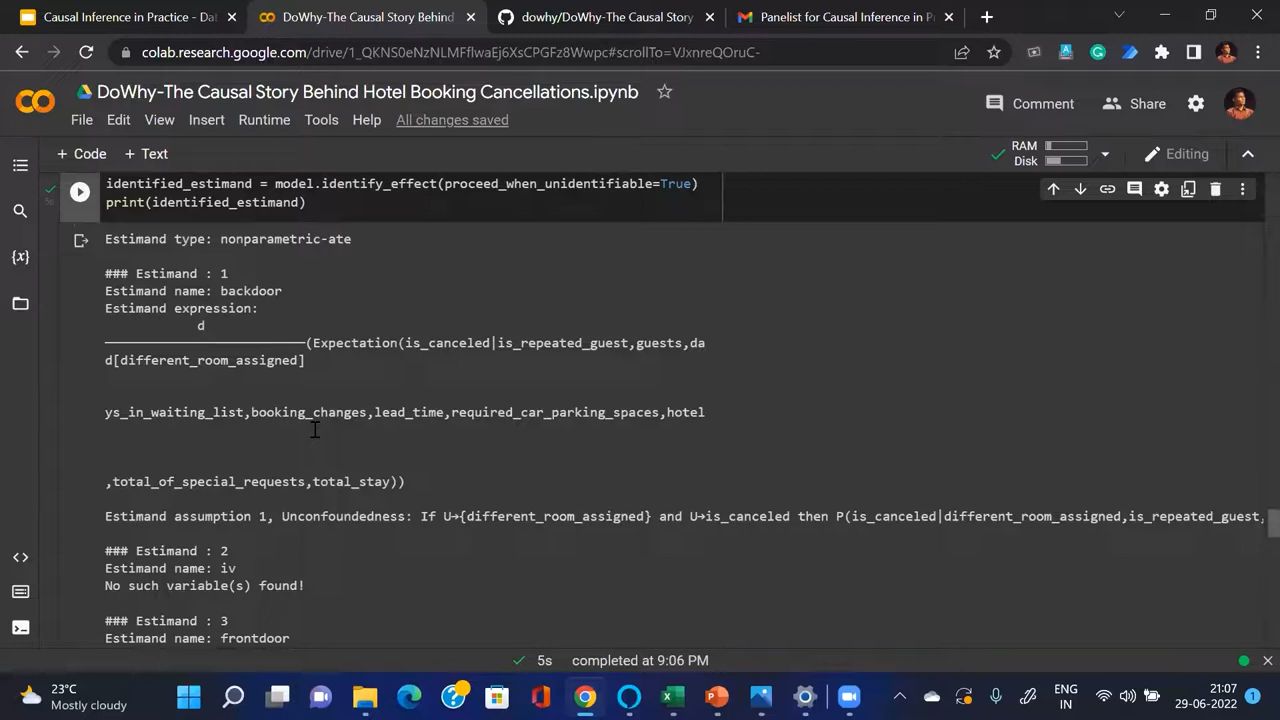 Causal Inference in Practice - Dat
DoWhy-The Causal Story Behind
dowhy/DoWhy-The Causal Story
Panelist for Causal Inference in P
colab.research.google.com/drive/1_QKNS0eNzNLMFflwaEj6XsCPGFz8Wwpc#scrollTo=VJxnreQOruC-
DoWhy-The Causal Story Behind Hotel Booking Cancellations.ipynb
Comment
Share
File Edit View Insert Runtime Tools Help All changes saved
+ Code + Text
RAM
Disk
Editing
identified_estimand = model.identify_effect(proceed_when_unidentifiable=True)
print(identified_estimand)
5s
Estimand type: nonparametric-ate
### Estimand : 1
Estimand name: backdoor
Estimand expression:
d
────────────────────(Expectation(is_canceled|is_repeated_guest,guests,da
d[different_room_assigned]
ys_in_waiting_list,booking_changes,lead_time,required_car_parking_spaces,hotel
,total_of_special_requests,total_stay))
Estimand assumption 1, Unconfoundedness: If U→{different_room_assigned} and U→is_canceled then P(is_canceled|different_room_assigned,is_repeated_guest,
### Estimand : 2
Estimand name: iv
No such variable(s) found!
### Estimand : 3
Estimand name: frontdoor
5s completed at 9:06 PM
23°C
Mostly cloudy
ENG
IN
21:07
29-06-2022
1